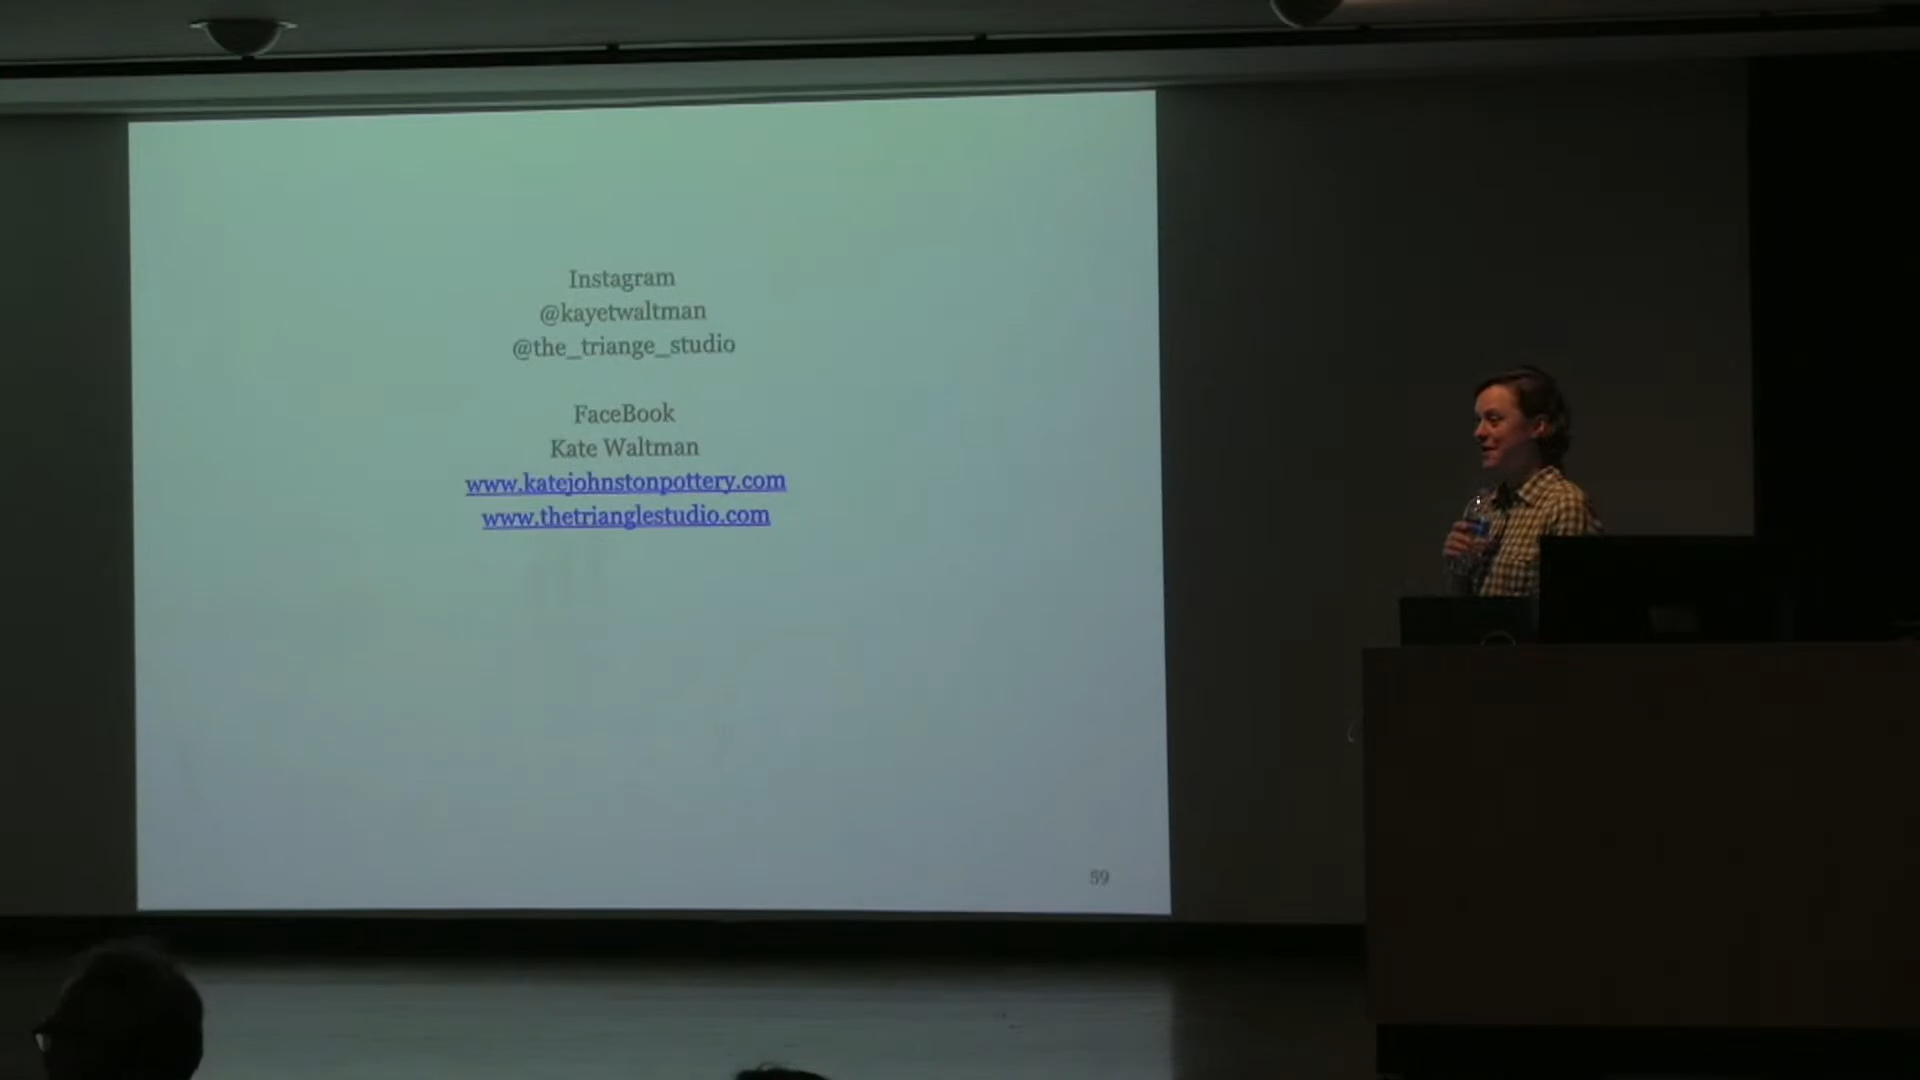 Instagram
@kayetwaltman
@the_triange_studio
FaceBook
Kate Waltman
www.katejohnstonpottery.com
www.thetrianglestudio.com
59